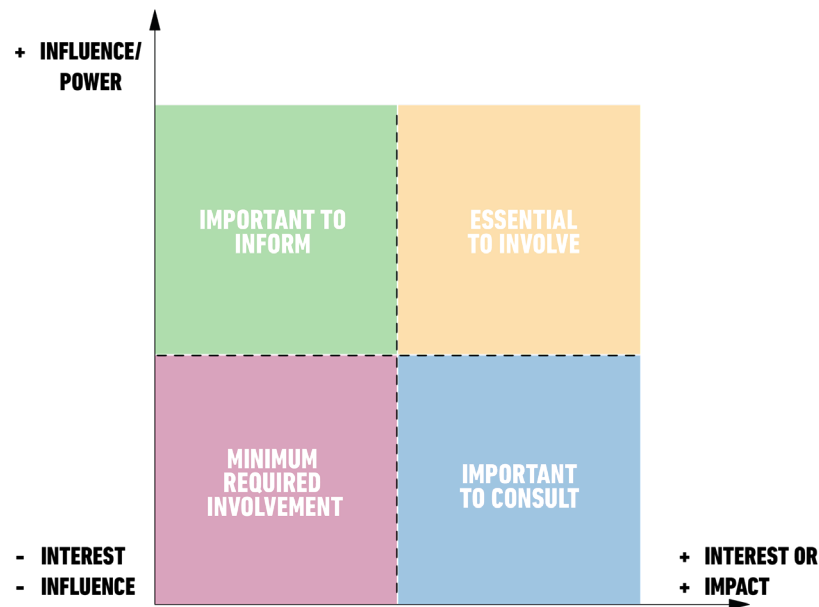 + INFLUENCE/
POWER
IMPORTANT TO
INFORM
ESSENTIAL
TO INVOLVE
MINIMUM
REQUIRED
INVOLVEMENT
IMPORTANT
TO CONSULT
- INTEREST
- INFLUENCE
+ INTEREST OR
+ IMPACT